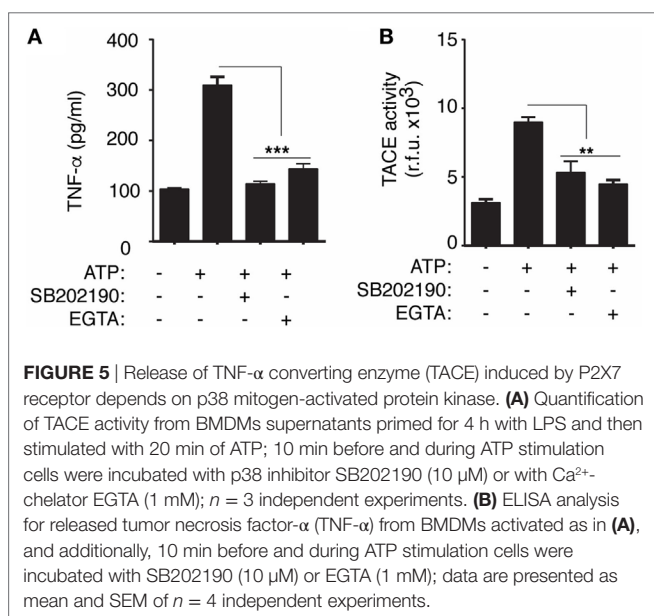 A
TNF-α (pg/ml)
400
300
200
100
0
***
ATP: - + + +
SB202190: - - + -
EGTA: - - - +
B
TACE activity
(r.f.u. x10³)
15
10
5
0
**
ATP: - + + +
SB202190: - - + -
EGTA: - - - +
FIGURE 5 | Release of TNF-α converting enzyme (TACE) induced by P2X7
receptor depends on p38 mitogen-activated protein kinase. (A) Quantification
of TACE activity from BMDMs supernatants primed for 4 h with LPS and then
stimulated with 20 min of ATP; 10 min before and during ATP stimulation
cells were incubated with p38 inhibitor SB202190 (10 µM) or with Ca²⁺-
chelator EGTA (1 mM); n = 3 independent experiments. (B) ELISA analysis
for released tumor necrosis factor-α (TNF-α) from BMDMs activated as in (A),
and additionally, 10 min before and during ATP stimulation cells were
incubated with SB202190 (10 µM) or EGTA (1 mM); data are presented as
mean and SEM of n = 4 independent experiments.